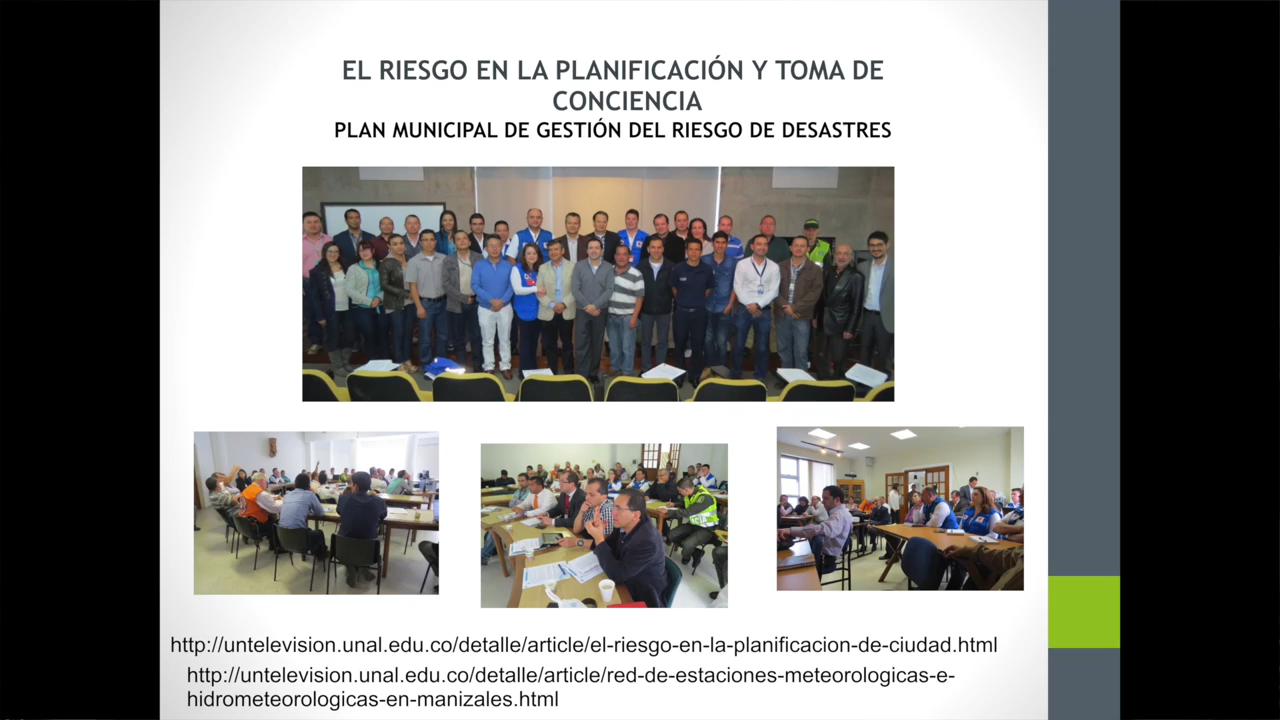 EL RIESGO EN LA PLANIFICACIÓN Y TOMA DE
CONCIENCIA
PLAN MUNICIPAL DE GESTIÓN DEL RIESGO DE DESASTRES
http://untelevision.unal.edu.co/detalle/article/el-riesgo-en-la-planificacion-de-ciudad.html
http://untelevision.unal.edu.co/detalle/article/red-de-estaciones-meteorologicas-e-
hidrometeorologicas-en-manizales.html